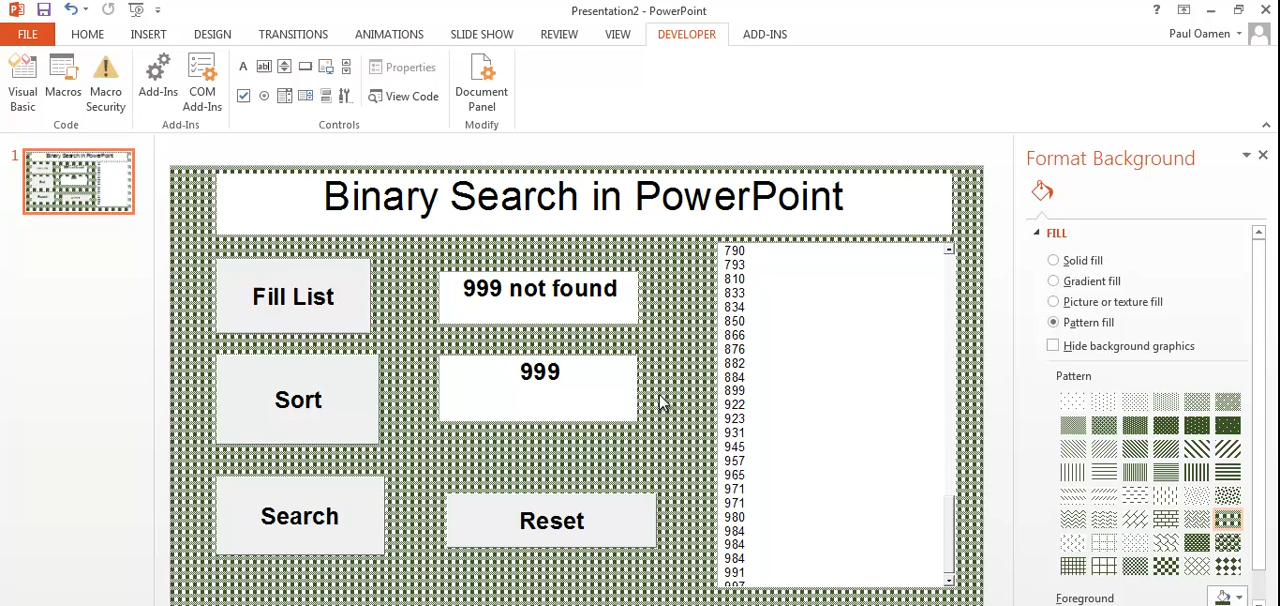 Presentation2 - PowerPoint
?
FILE HOME INSERT DESIGN TRANSITIONS ANIMATIONS SLIDE SHOW REVIEW VIEW DEVELOPER ADD-INS Paul Oamen
Visual Basic
Macros
Macro Security
Code
Add-Ins
COM Add-Ins
Add-Ins
A
Properties
View Code
Controls
Document Panel
Modify
1
Binary Search in PowerPoint
Fill List
Sort
Search
999 not found
999
Reset
790
793
810
833
834
850
866
876
882
884
899
922
923
931
945
957
965
971
971
980
984
984
984
991
997
Format Background
FILL
Solid fill
Gradient fill
Picture or texture fill
Pattern fill
Hide background graphics
Pattern
Foreground